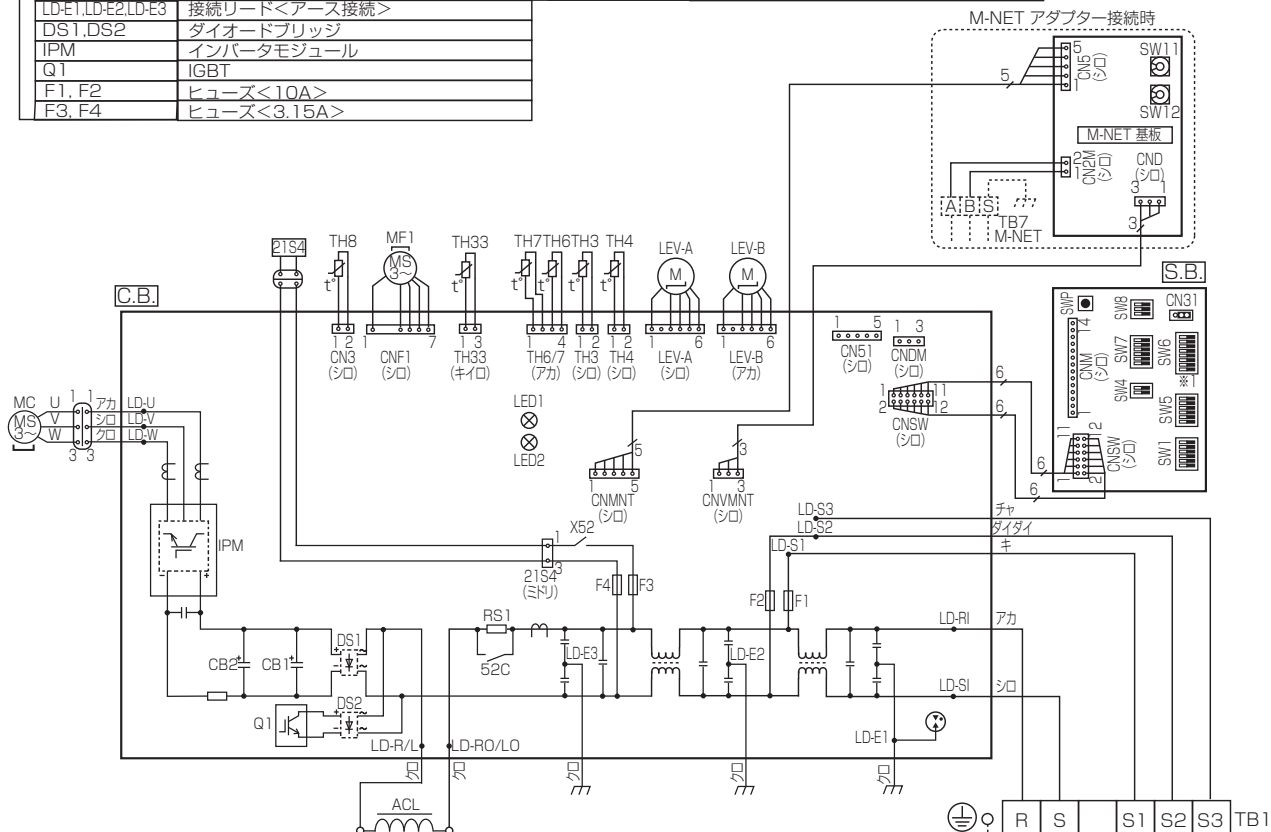 LD-E1,LD-E2,LD-E3 接続リード<アース接続>
DS1,DS2 ダイオードブリッジ
IPM インバータモジュール
Q1 IGBT
F1, F2 ヒューズ<10A>
F3, F4 ヒューズ<3.15A>
M-NET アダプター接続時
5
CN5
(シロ)
1
5
SW11
SW12
M-NET 基板
2
1
CN2M
(シロ)
CND
(シロ)
3 1
3
A B S
TB7
M-NET
S.B.
SWP
14
CNM
(シロ)
1
SW8
CN31
SW7
SW6
※1
SW4
SW5
SW1
11 12
CNSW
(シロ)
1 2
C.B.
21S4
TH8
t°
1 2
CN3
(シロ)
MF1
MS
3~
1 7
CNF1
(シロ)
TH33
t°
1 3
TH33
(キイロ)
TH7 TH6 TH3 TH4
t° t° t° t°
1 4 1 2 1 2
TH6/7 TH3 TH4
(アカ) (シロ) (シロ)
LEV-A
M
1 6
LEV-A
(シロ)
LEV-B
M
1 6
LEV-B
(アカ)
1 5
CN51
(シロ)
1 3
CNDM
(シロ)
1 11
2 12
CNSW
(シロ)
6
6
6
6
MC
MS
3~
U
V
W
1 1
3 3
アカ LD-U
シロ LD-V
クロ LD-W
LED1
LED2
5
1 5
CNMNT
(シロ)
3
1 3
CNVMNT
(シロ)
LD-S3 チャ
LD-S2 ダイダイ
LD-S1 キ
IPM
- +
1
3
21S4
(ミドリ)
X52
F4 F3
F2 F1
RS1
52C
LD-E3
LD-E2
LD-RI アカ
LD-SI シロ
CB2 + CB1 +
DS1
+ ~
- ~
DS2
+ ~
- ~
Q1
LD-E1
LD-R/L LD-RO/LO
クロ クロ クロ クロ クロ
ACL
R S S1 S2 S3 TB1